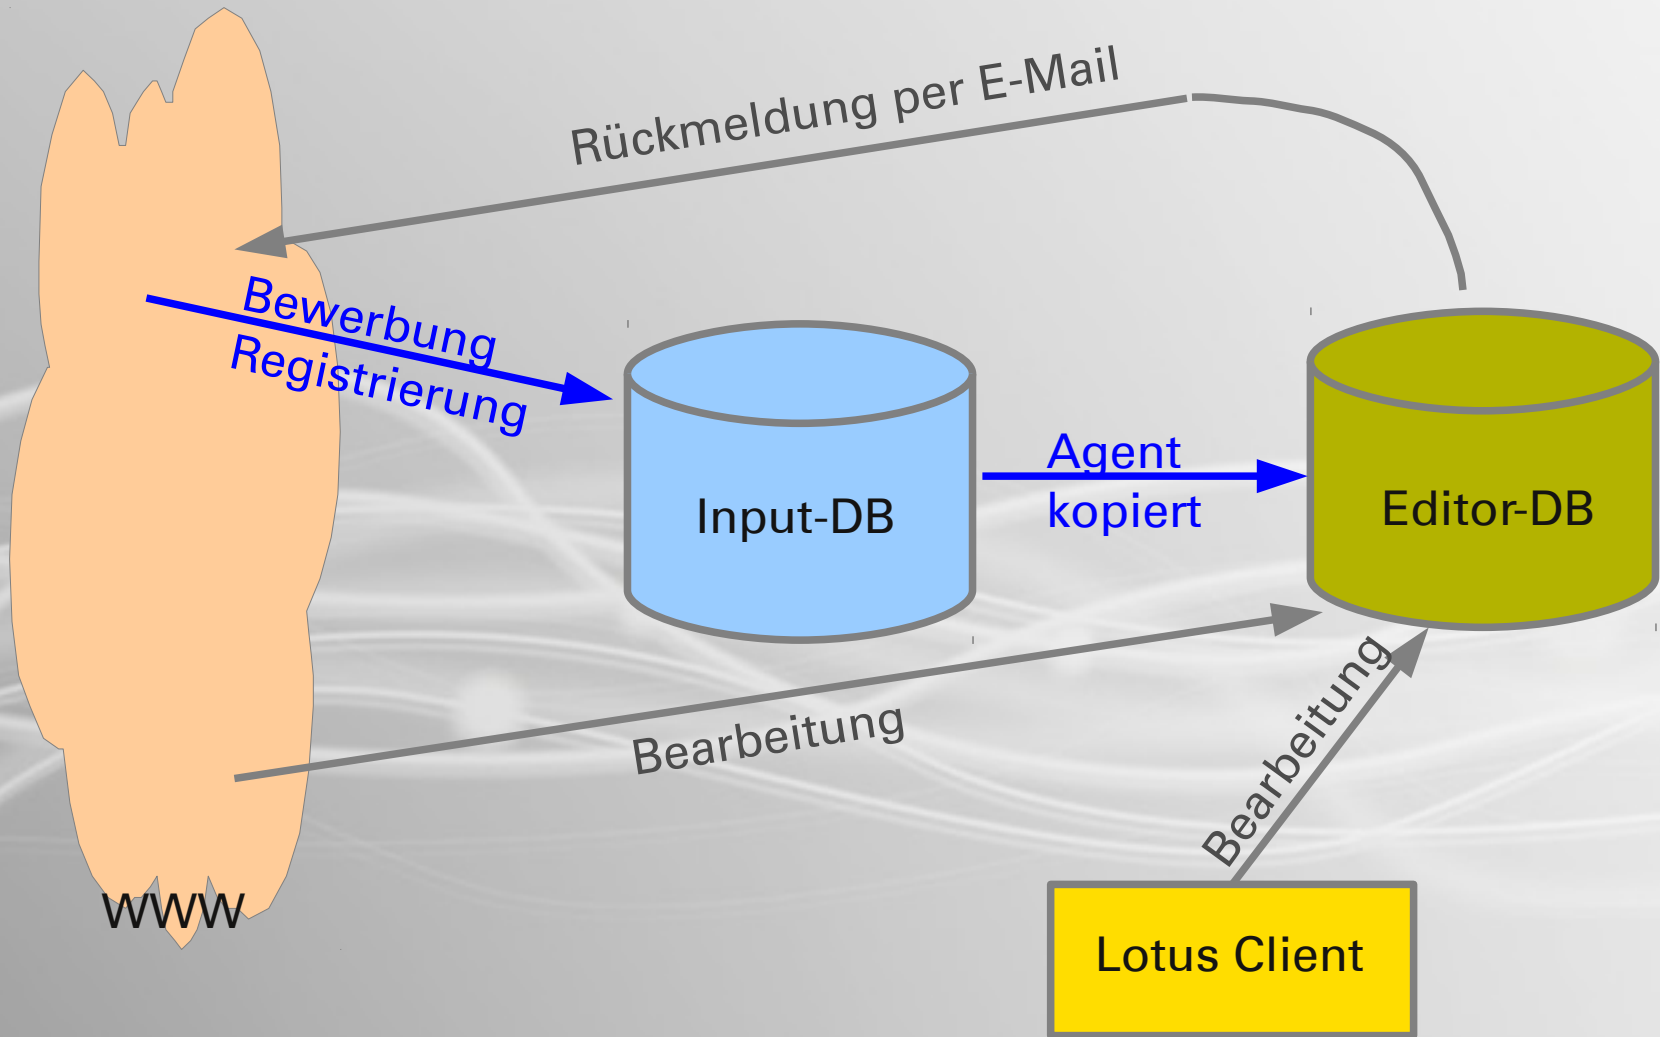 Rückmeldung per E-Mail
Bewerbung
Registrierung
Input-DB
Agent
kopiert
Editor-DB
Bearbeitung
Bearbeitung
WWW
Lotus Client